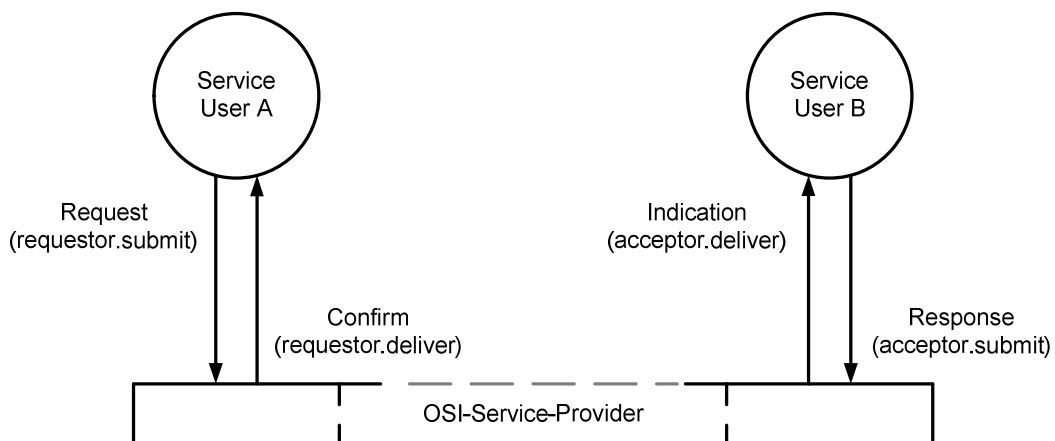 Service
User A
Service
User B
Request
(requestor.submit)
Indication
(acceptor.deliver)
Confirm
(requestor.deliver)
Response
(acceptor.submit)
OSI-Service-Provider